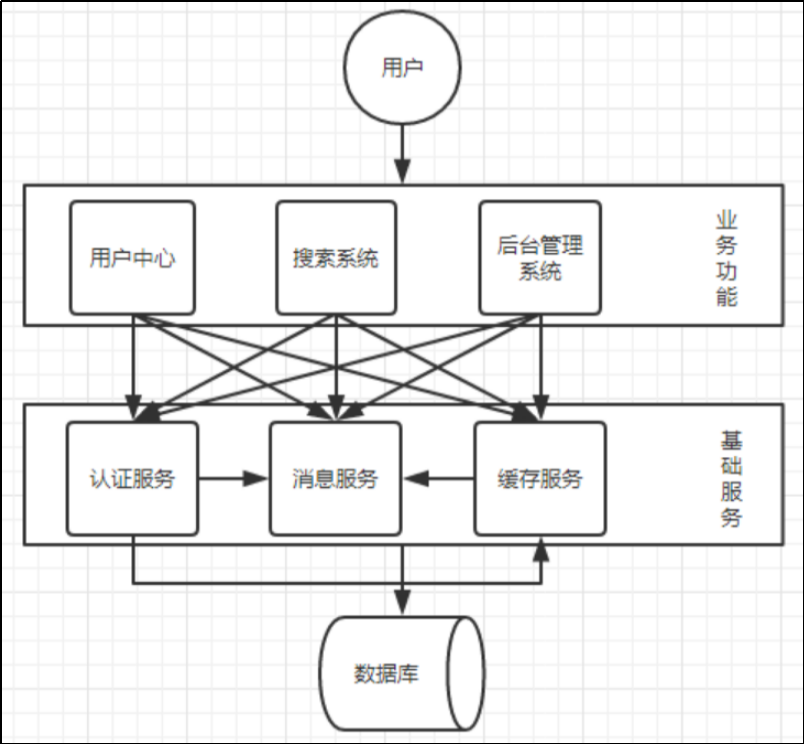 用户
用户中心
搜索系统
后台管理
系统
业务功能
认证服务
消息服务
缓存服务
基础服务
数据库